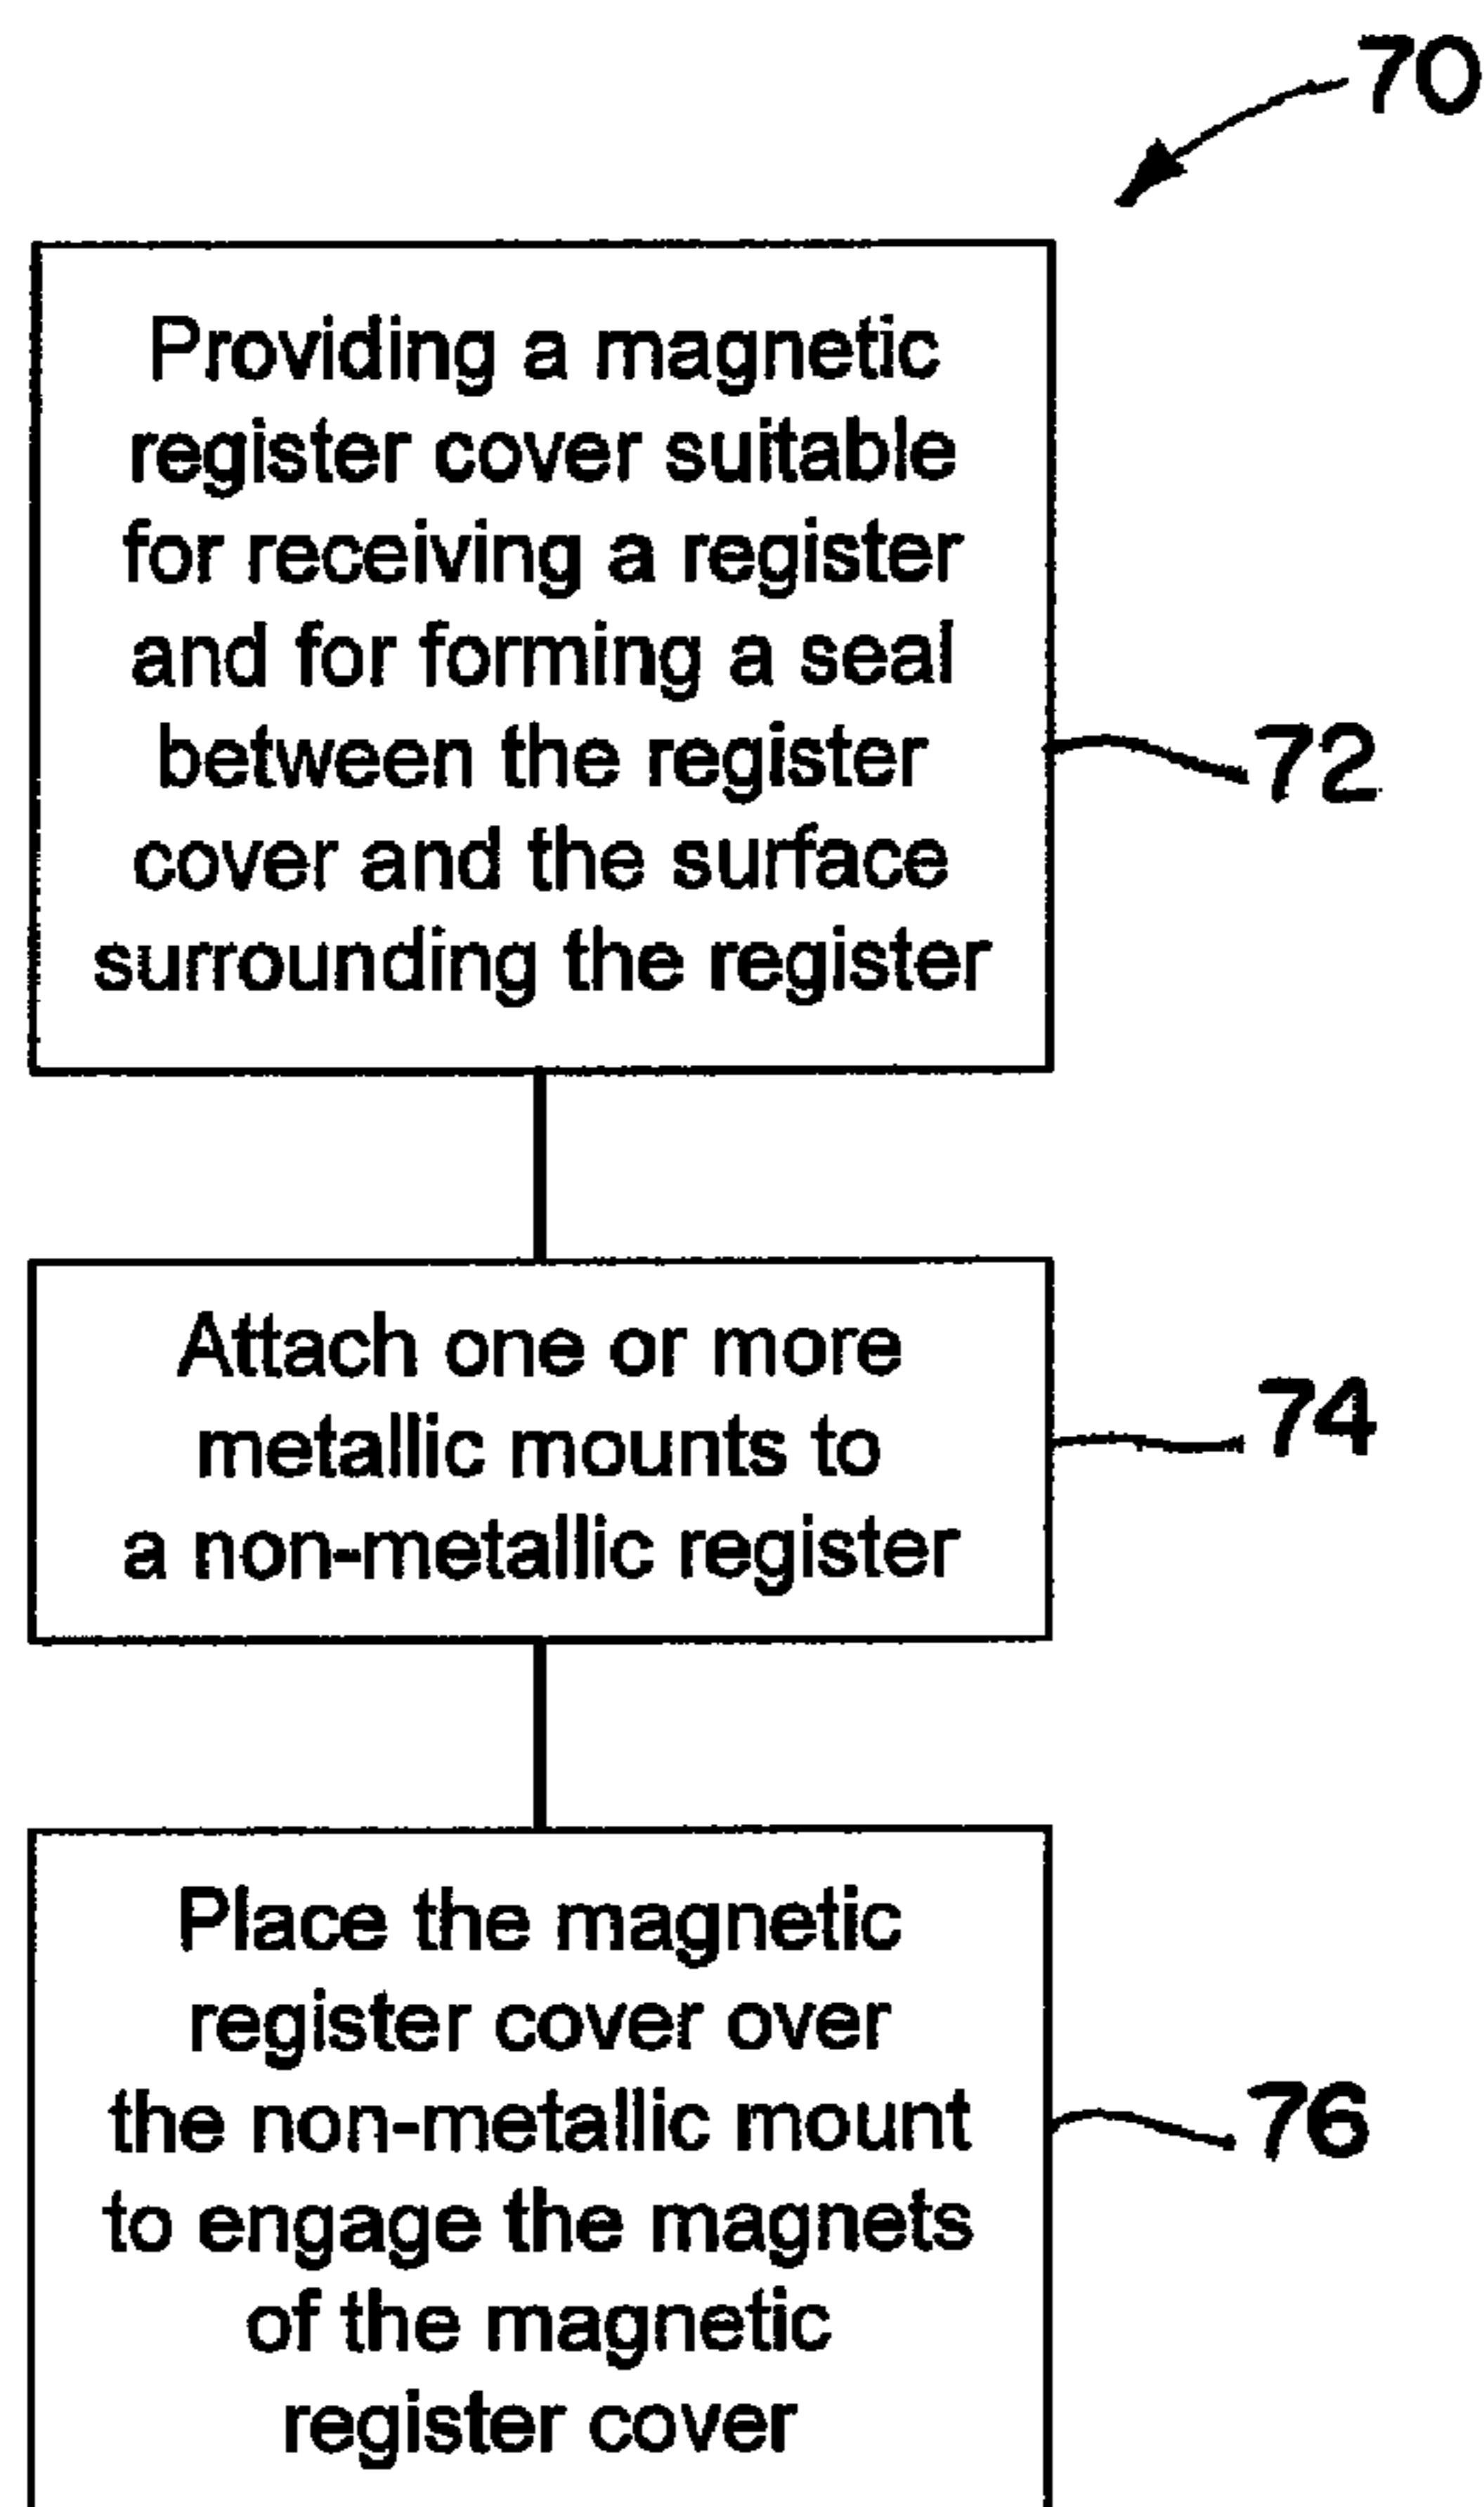 70
Providing a magnetic
register cover suitable
for receiving a register
and for forming a seal
between the register
cover and the surface
surrounding the register
72
Attach one or more
metallic mounts to
a non-metallic register
74
Place the magnetic
register cover over
the non-metallic mount
to engage the magnets
of the magnetic
register cover
76